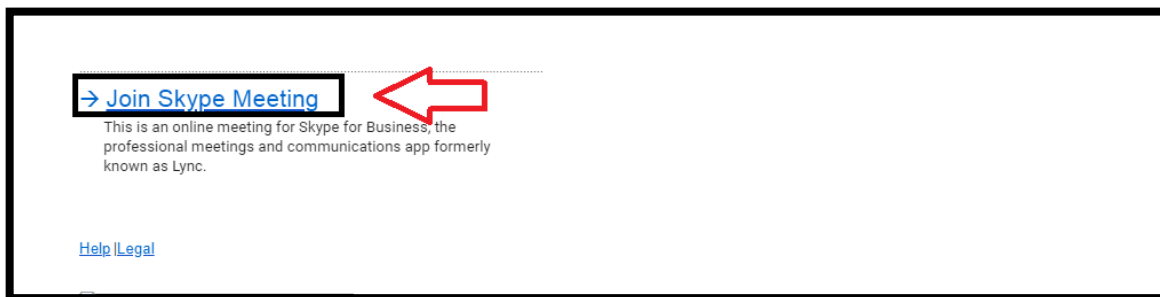 → Join Skype Meeting
This is an online meeting for Skype for Business, the
professional meetings and communications app formerly
known as Lync.
Help |Legal